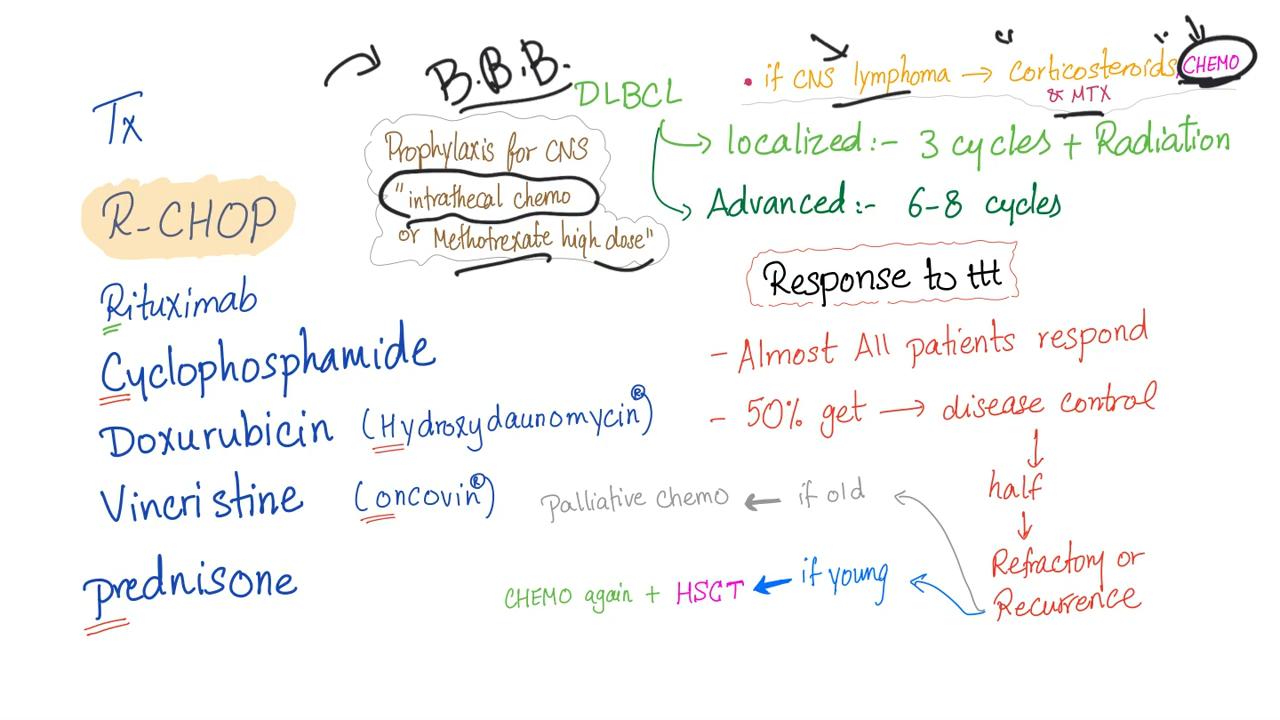 Tx
R-CHOP
Rituximab
Cyclophosphamide
Doxurubicin (Hydroxydaunomycin®)
Vincristine (oncovin®)
prednisone
B.B.B.
Prophylaxis for CNS
"intrathecal chemo
or Methotrexate high dose"
DLBCL
• if CNS lymphoma → "Corticosteroids" CHEMO
& MTX
localized:- 3 cycles + Radiation
Advanced:- 6-8 cycles
Response to ttt
- Almost All patients respond
- 50% get → disease control
half
Refractory or
Recurrence
if old
palliative chemo
if young
CHEMO again + HSCT